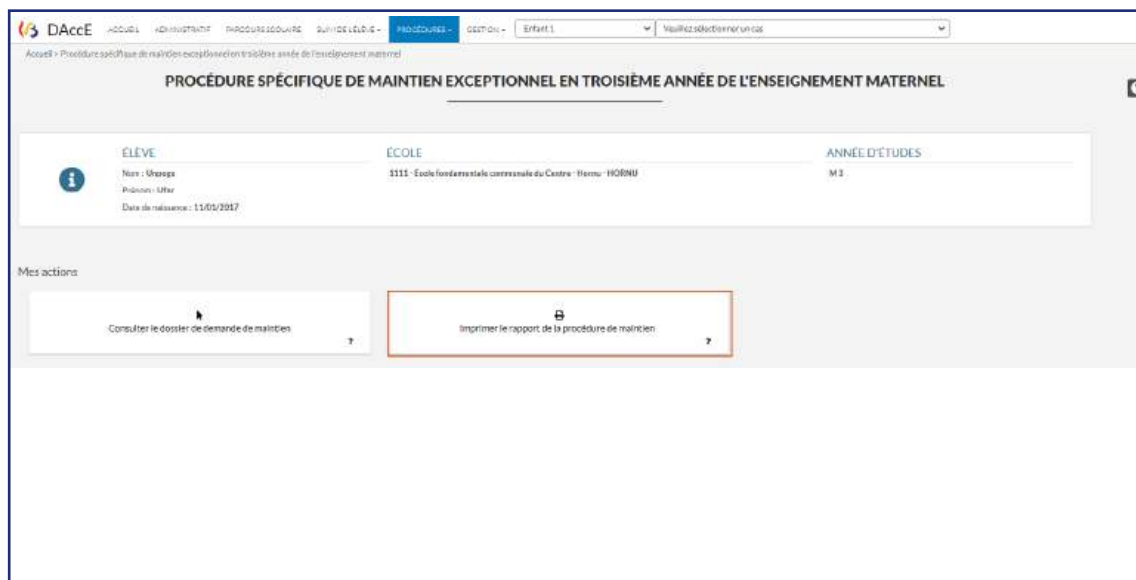 DAccE ACCUEIL ADMINISTRATIF PARCOURS SCOLAIRE SUIVI DE L'ÉLÈVE PROCÉDURES GESTION Enfant 1 Veuillez sélectionner un cas
Accueil > Procédure spécifique de maintien exceptionnel en troisième année de l'enseignement maternel
PROCÉDURE SPÉCIFIQUE DE MAINTIEN EXCEPTIONNEL EN TROISIÈME ANNÉE DE L'ENSEIGNEMENT MATERNEL
ÉLÈVE ÉCOLE ANNÉE D'ÉTUDES
Nom : 1111 - Ecole fondamentale communale du Centre - Hornu - HORNU M 3
Prénom :
Date de naissance : 11/01/2017
Mes actions
Consulter le dossier de demande de maintien ?
Imprimer le rapport de la procédure de maintien ?